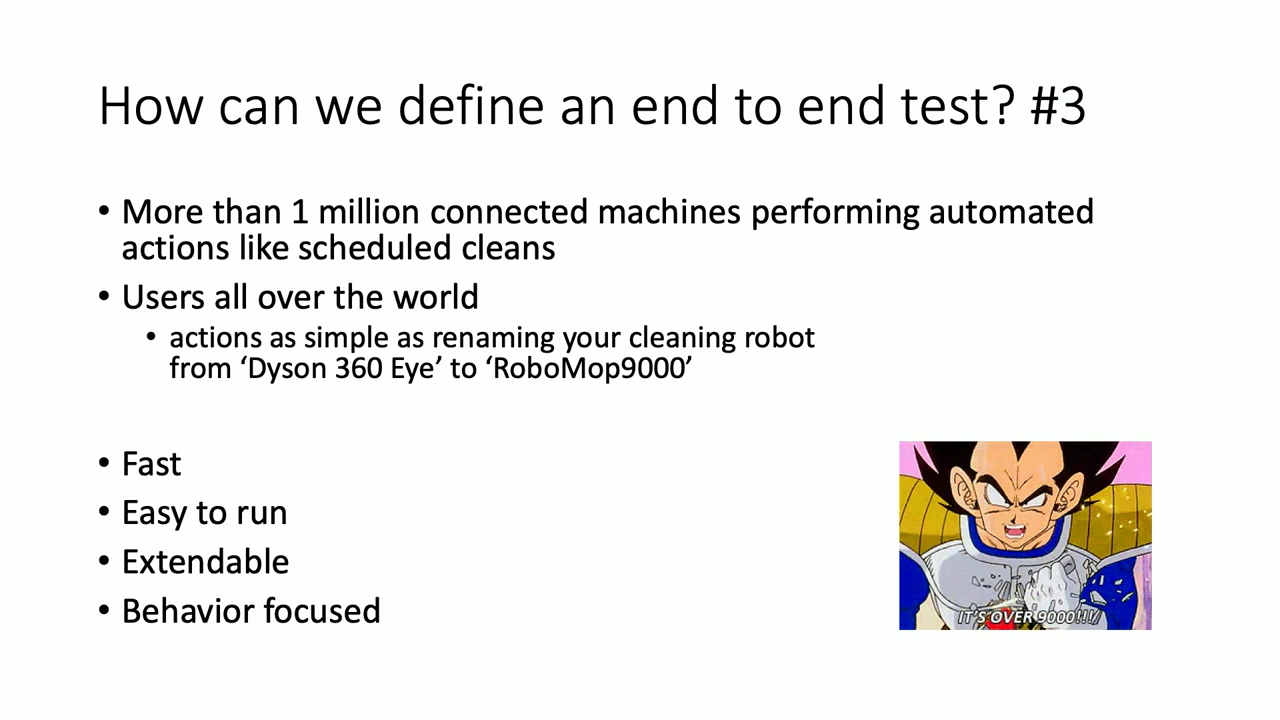 How can we define an end to end test? #3
• More than 1 million connected machines performing automated
actions like scheduled cleans
• Users all over the world
• actions as simple as renaming your cleaning robot
from ‘Dyson 360 Eye’ to ‘RoboMop9000’
• Fast
• Easy to run
• Extendable
• Behavior focused
IT'S OVER 9000!!!